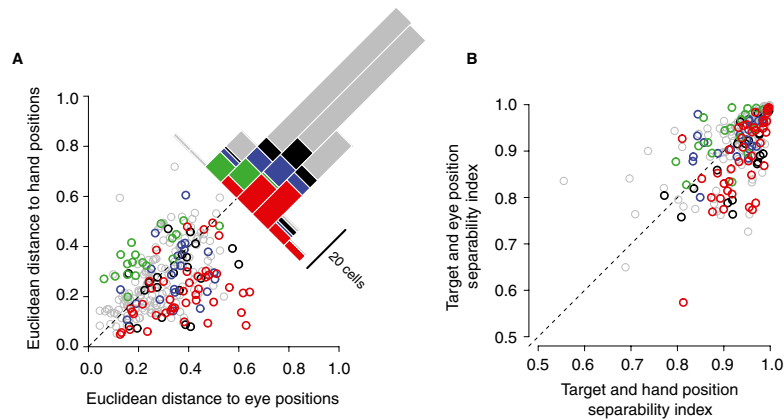 A
B
Euclidean distance to hand positions
1.0
0.8
0.6
0.4
0.2
0.0
0.0 0.2 0.4 0.6 0.8 1.0
Euclidean distance to eye positions
20 cells
Target and eye position
separability index
1.0
0.9
0.8
0.7
0.6
0.5
0.5 0.6 0.7 0.8 0.9 1.0
Target and hand position
separability index